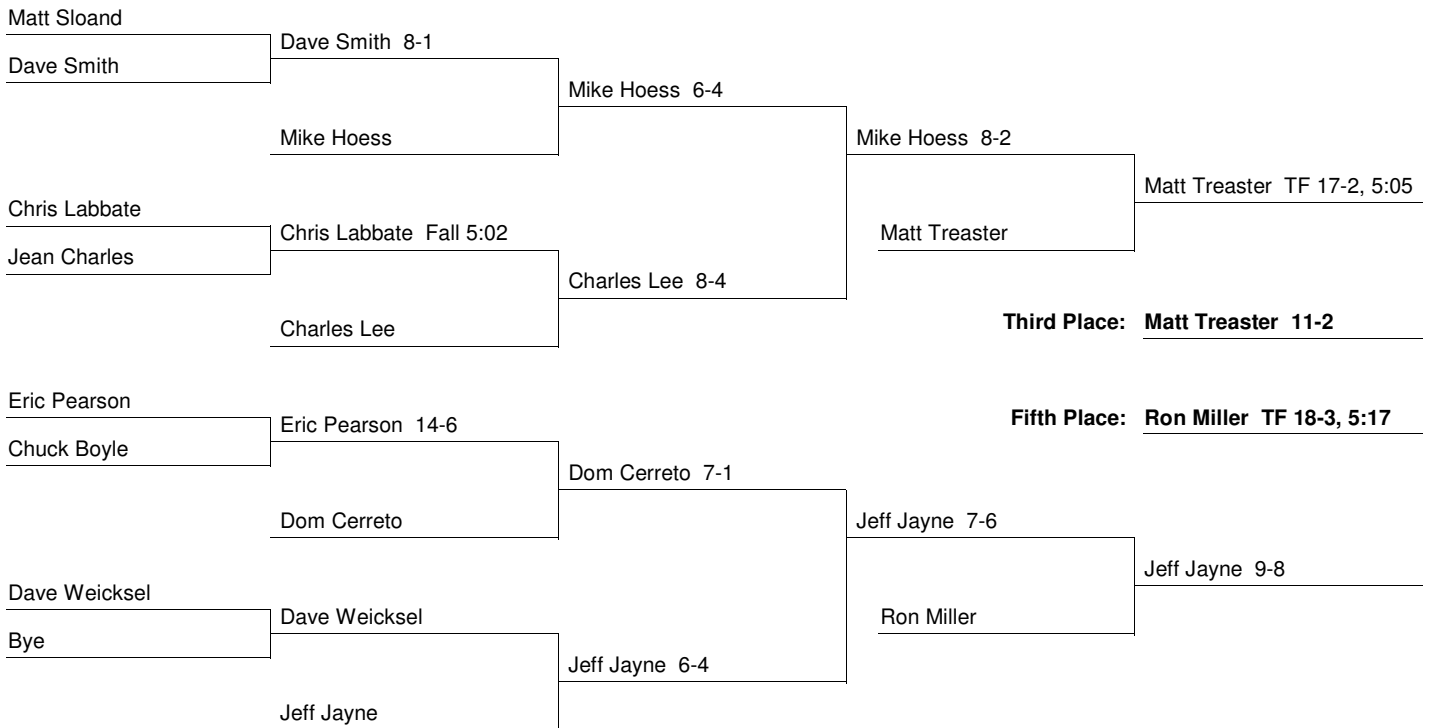 Matt Sloand
Dave Smith 8-1
Dave Smith
Mike Hoess 6-4
Mike Hoess
Mike Hoess 8-2
Matt Treaster TF 17-2, 5:05
Chris Labbate
Chris Labbate Fall 5:02
Matt Treaster
Jean Charles
Charles Lee 8-4
Charles Lee
Third Place: Matt Treaster 11-2
Eric Pearson
Eric Pearson 14-6
Fifth Place: Ron Miller TF 18-3, 5:17
Chuck Boyle
Dom Cerreto 7-1
Dom Cerreto
Jeff Jayne 7-6
Jeff Jayne 9-8
Dave Weicksel
Dave Weicksel
Ron Miller
Bye
Jeff Jayne 6-4
Jeff Jayne